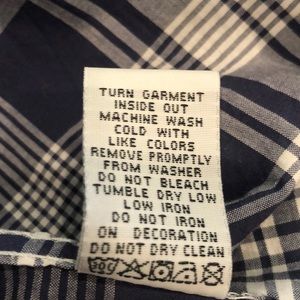 TURN GARMENT
INSIDE OUT
MACHINE WASH
COLD WITH
LIKE COLORS
REMOVE PROMPTLY
FROM WASHER
DO NOT BLEACH
TUMBLE DRY LOW
LOW IRON
DO NOT IRON
ON DECORATION
DO NOT DRY CLEAN